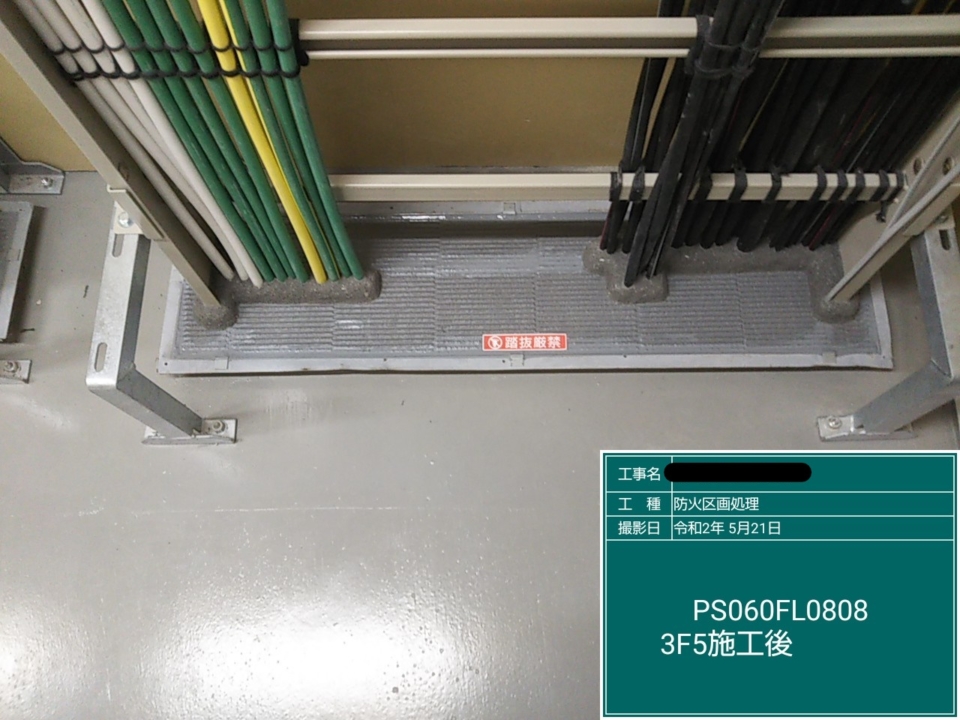 踏抜厳禁
工事名
工 種 防火区画処理
撮影日 令和2年 5月21日
PS060FL0808
3F5施工後